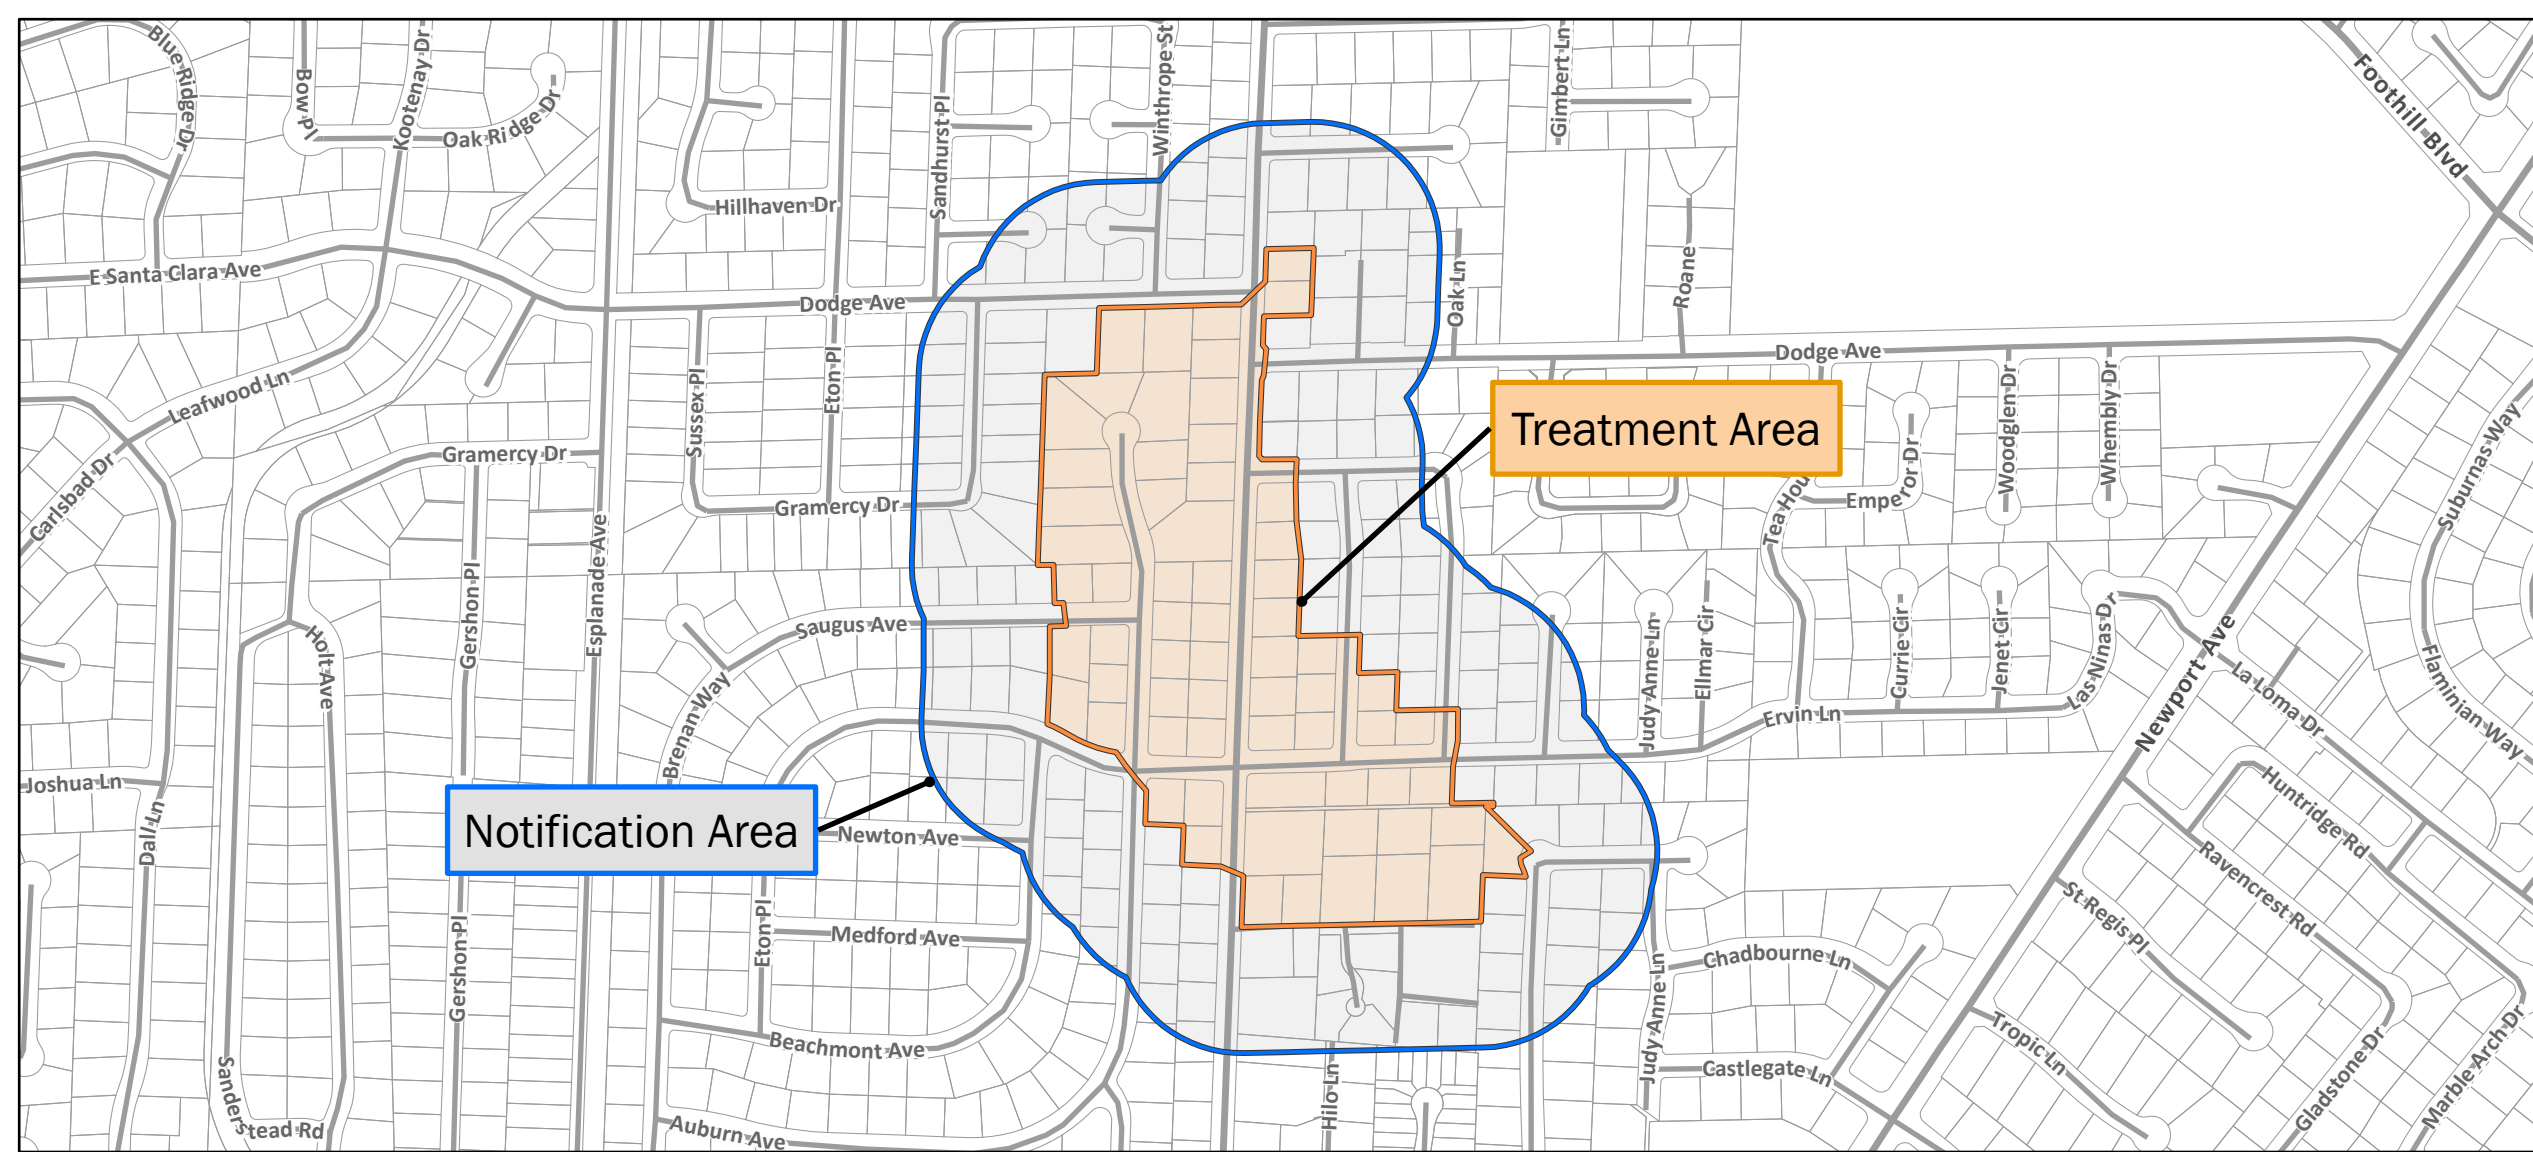 Blue Ridge Dr
Bow Pl
Kootenay Dr
Oak Ridge Dr
Hillhaven Dr
Sandhurst Pl
Winthrope St
Gimbert Ln
Foothill Blvd
E Santa Clara Ave
Dodge Ave
Oak Ln
Roane
Dodge Ave
Leafwood Ln
Sussex Pl
Eton Pl
Treatment Area
Woodglen Dr
Whembly Dr
Suburnas Way
Carlsbad Dr
Gramercy Dr
Gramercy Dr
Emperor Dr
Tea Hou
Gershon Pl
Esplanade Ave
Saugus Ave
Holt Ave
Brenan Way
Judy Anne Ln
Ellmar Cir
Currie Cir
Jenet Cir
Las Ninas Dr
Ervin Ln
Newport Ave
La Loma Dr
Flaminian Way
Joshua Ln
Dall Ln
Notification Area
Newton Ave
Huntridge Rd
Ravencrest Rd
St Regis Pl
Gershon Pl
Eton Pl
Medford Ave
Judy Anne Ln
Chadbourne Ln
Beachmont Ave
Tropic Ln
Castlegate Ln
Gladstone Dr
Marble Arch Dr
Sanderstead Rd
Auburn Ave
Hilo Ln